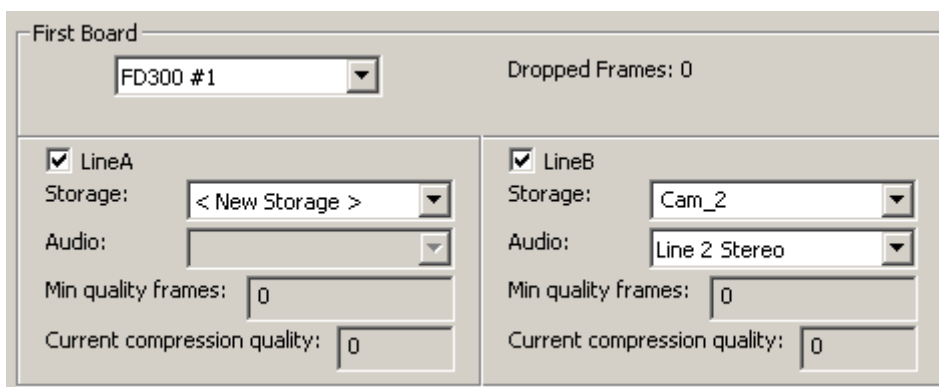 First Board
FD300 #1
Dropped Frames: 0
LineA
Storage: < New Storage >
Audio:
Min quality frames: 0
Current compression quality: 0
LineB
Storage: Cam_2
Audio: Line 2 Stereo
Min quality frames: 0
Current compression quality: 0